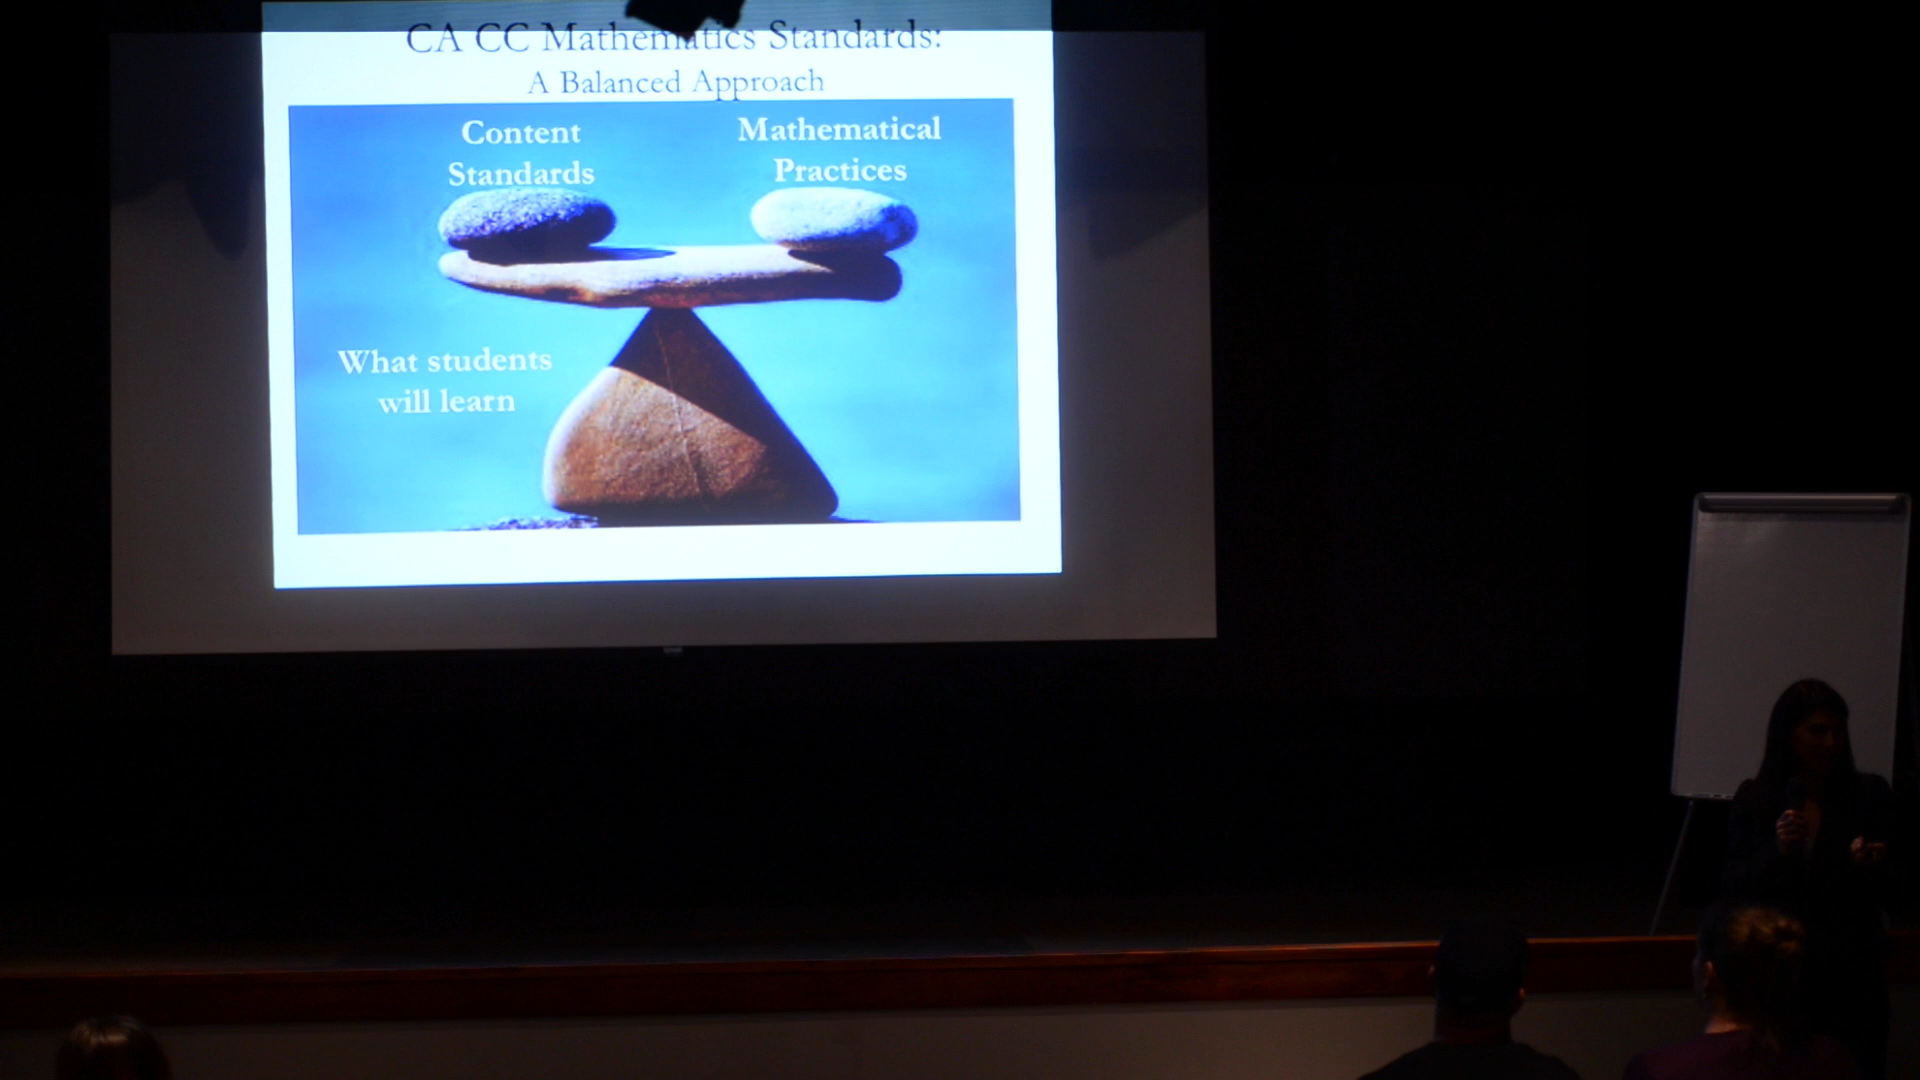 CA CC Mathematics Standards:
A Balanced Approach
Content
Standards
Mathematical
Practices
What students
will learn